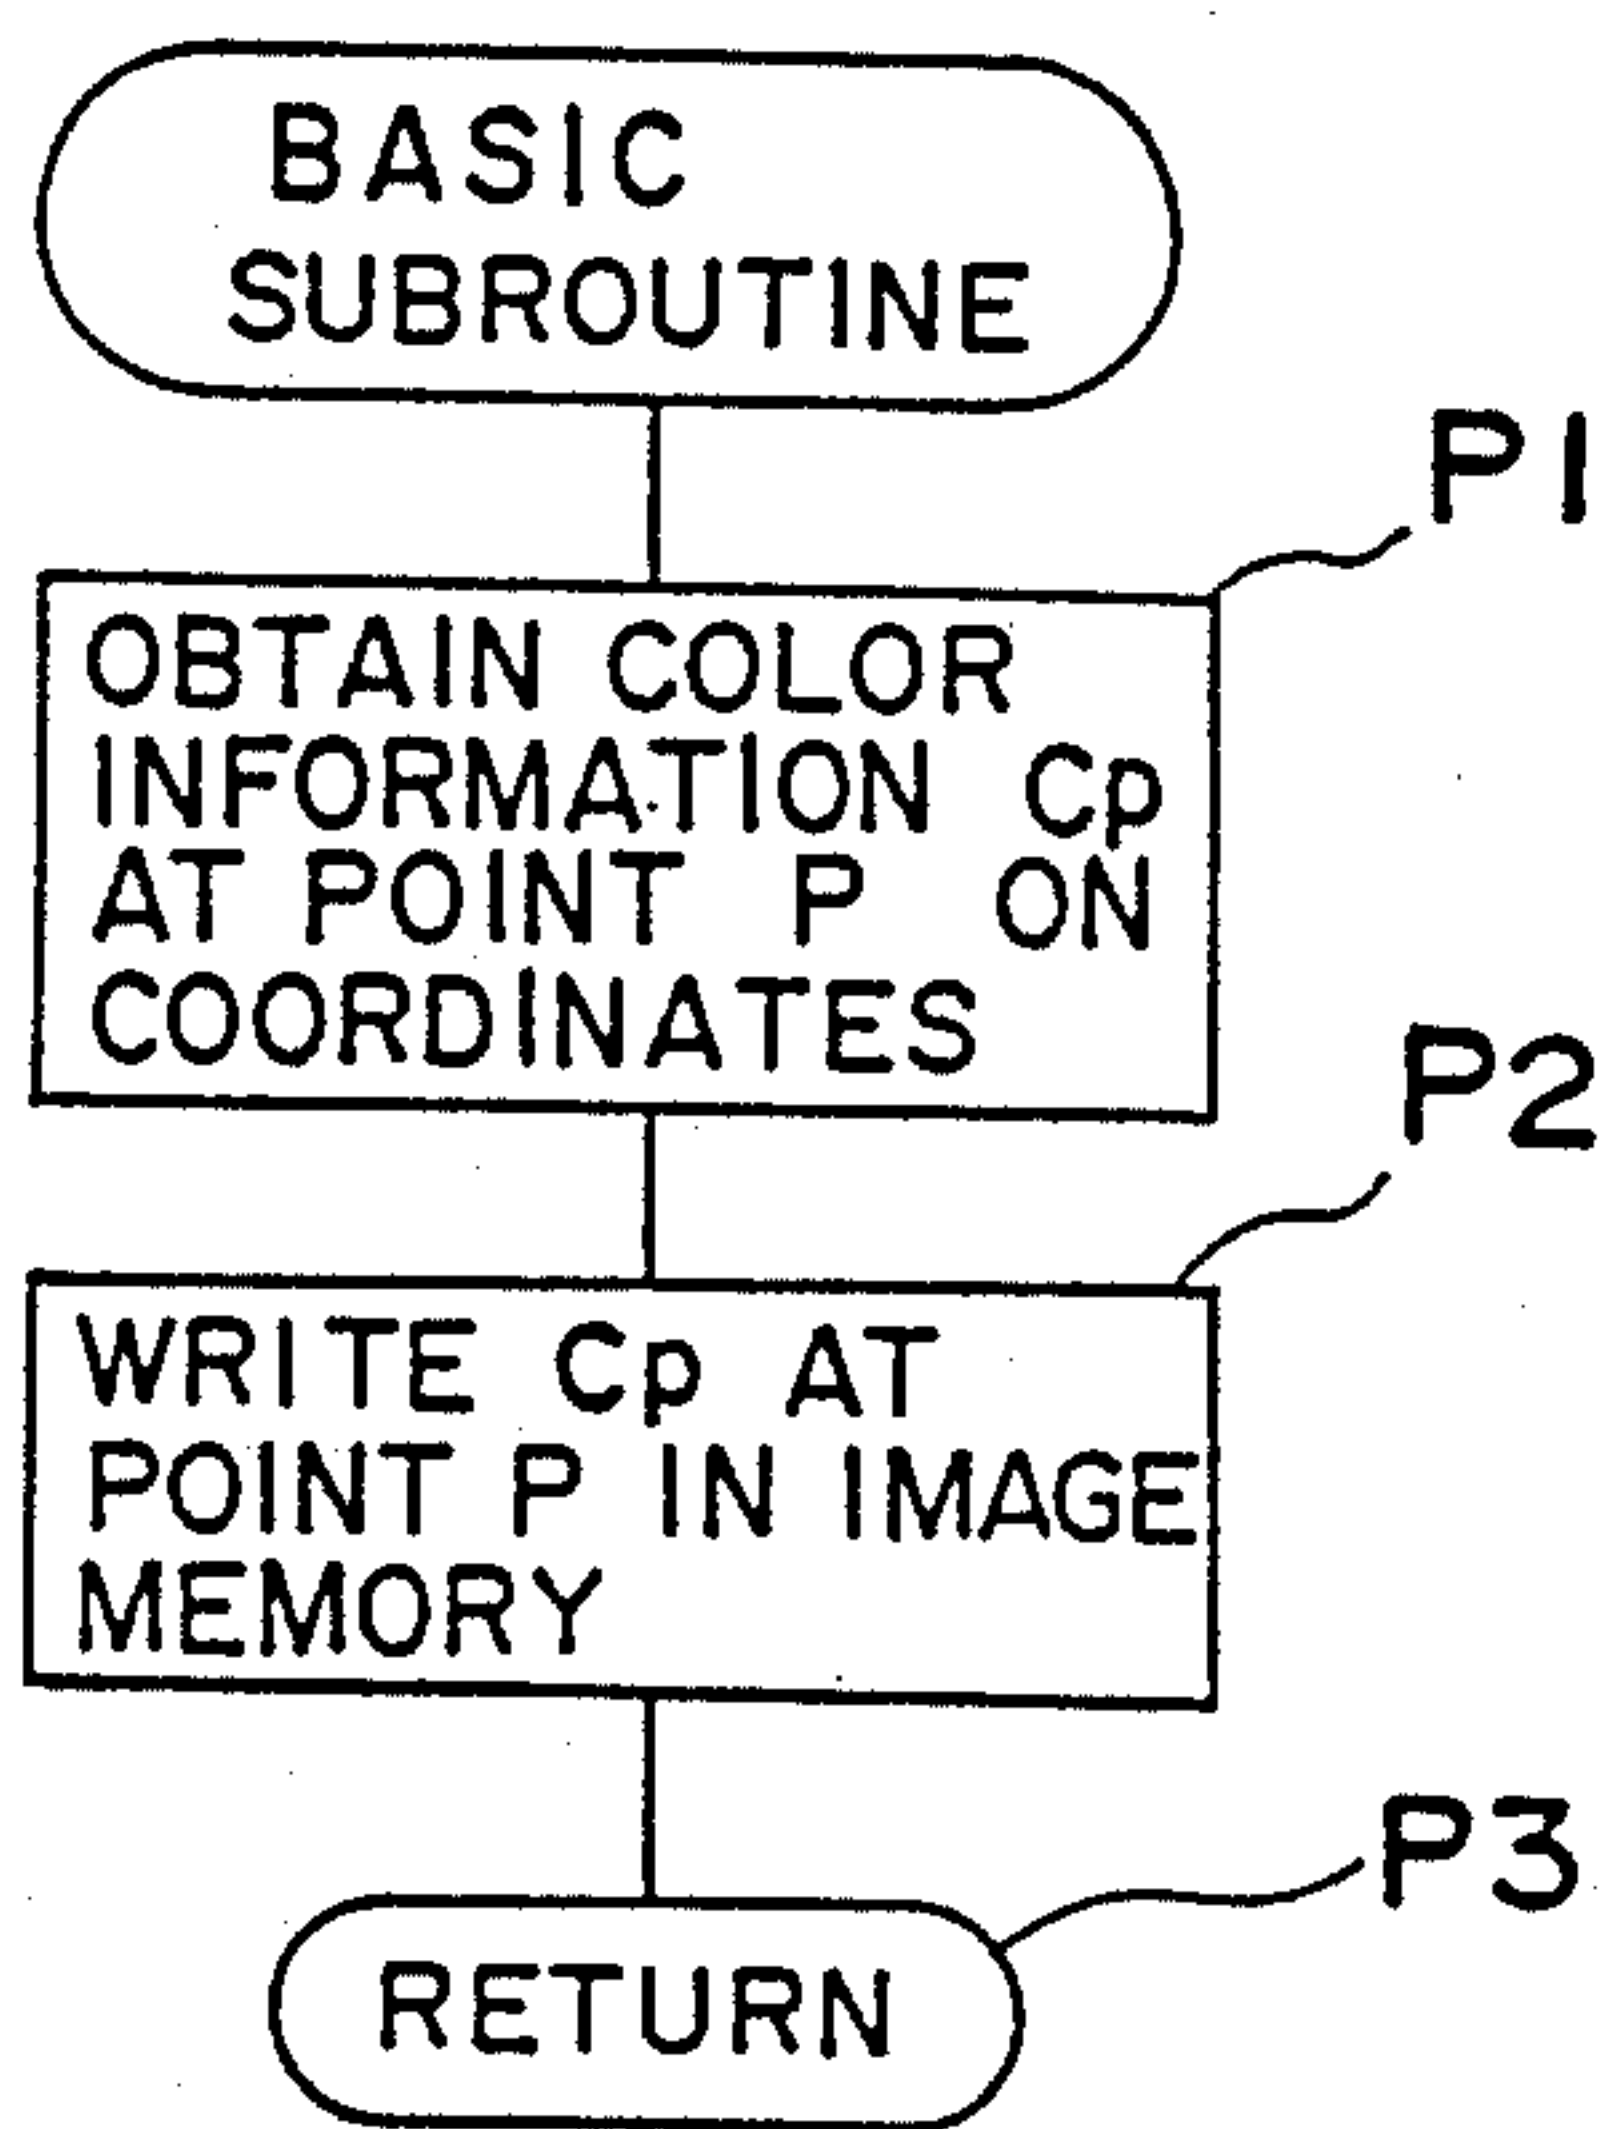 BASIC
SUBROUTINE
P1
OBTAIN COLOR
INFORMATION Cp
AT POINT P ON
COORDINATES
P2
WRITE Cp AT
POINT P IN IMAGE
MEMORY
P3
RETURN